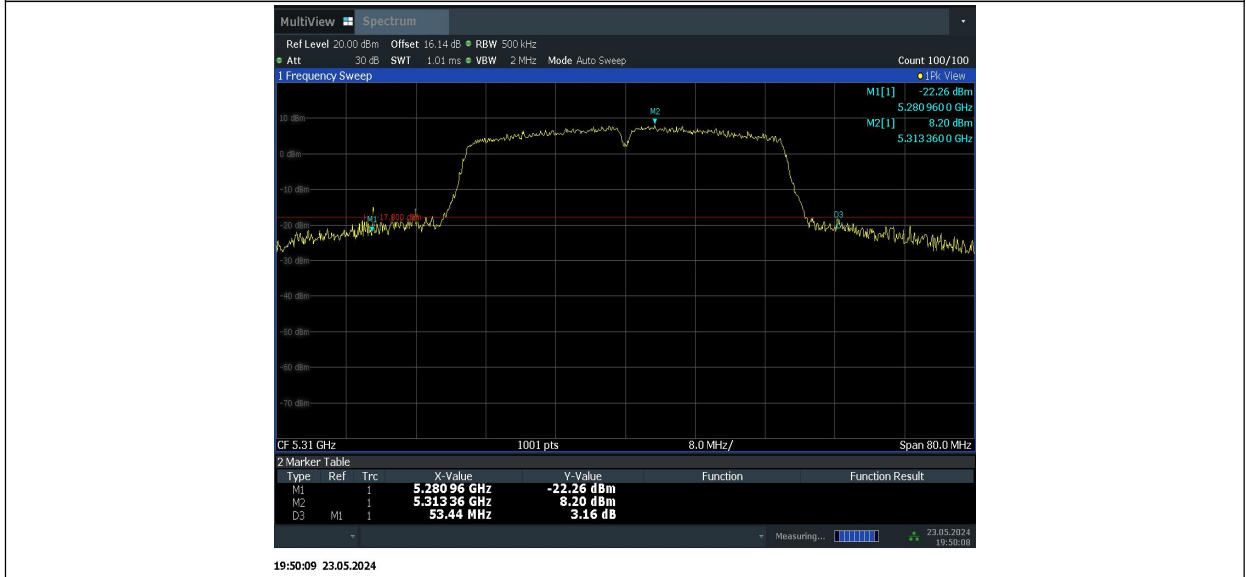 MultiView Spectrum
Ref Level 20.00 dBm Offset 16.14 dB RBW 500 kHz
Att 30 dB SWT 1.01 ms VBW 2 MHz Mode Auto Sweep Count 100/100
1 Frequency Sweep 1Pk View
M1[1] -22.26 dBm
5.280 960 0 GHz
M2[1] 8.20 dBm
5.313 360 0 GHz
M2
10 dBm
0 dBm
-10 dBm
M1 -17.800 dBm D3
-20 dBm
-30 dBm
-40 dBm
-50 dBm
-60 dBm
-70 dBm
CF 5.31 GHz 1001 pts 8.0 MHz/ Span 80.0 MHz
2 Marker Table
Type Ref Trc X-Value Y-Value Function Function Result
M1 1 5.280 96 GHz -22.26 dBm
M2 1 5.313 36 GHz 8.20 dBm
D3 M1 1 53.44 MHz 3.16 dB
Measuring... 23.05.2024
19:50:08
19:50:09 23.05.2024